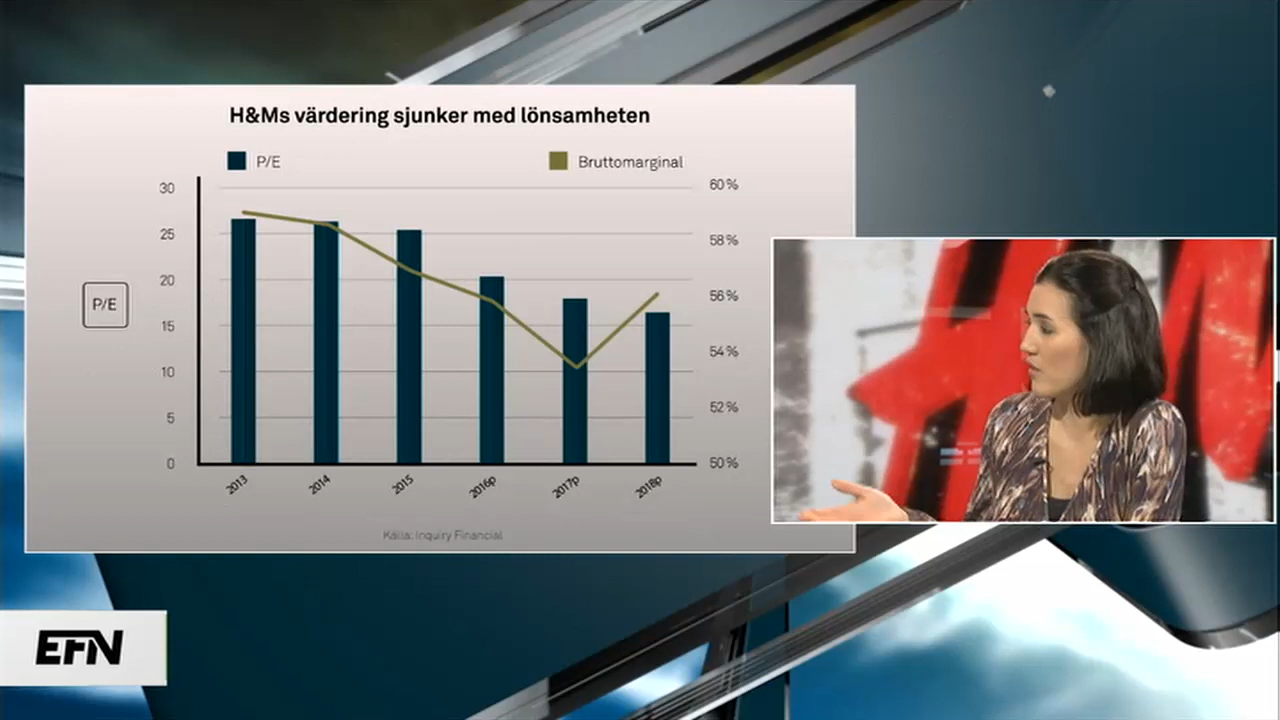 H&Ms värdering sjunker med lönsamheten
P/E
Bruttomarginal
P/E
30
25
20
15
10
5
0
60%
58%
56%
54%
52%
50%
2013
2014
2015
2016p
2017p
2018p
Källa: Inquiry Financial
EFN